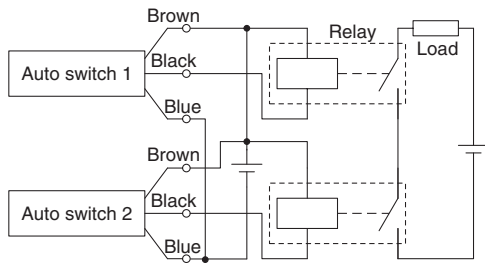 Brown
Relay
Load
Auto switch 1
Black
Blue
Brown
Auto switch 2
Black
Blue